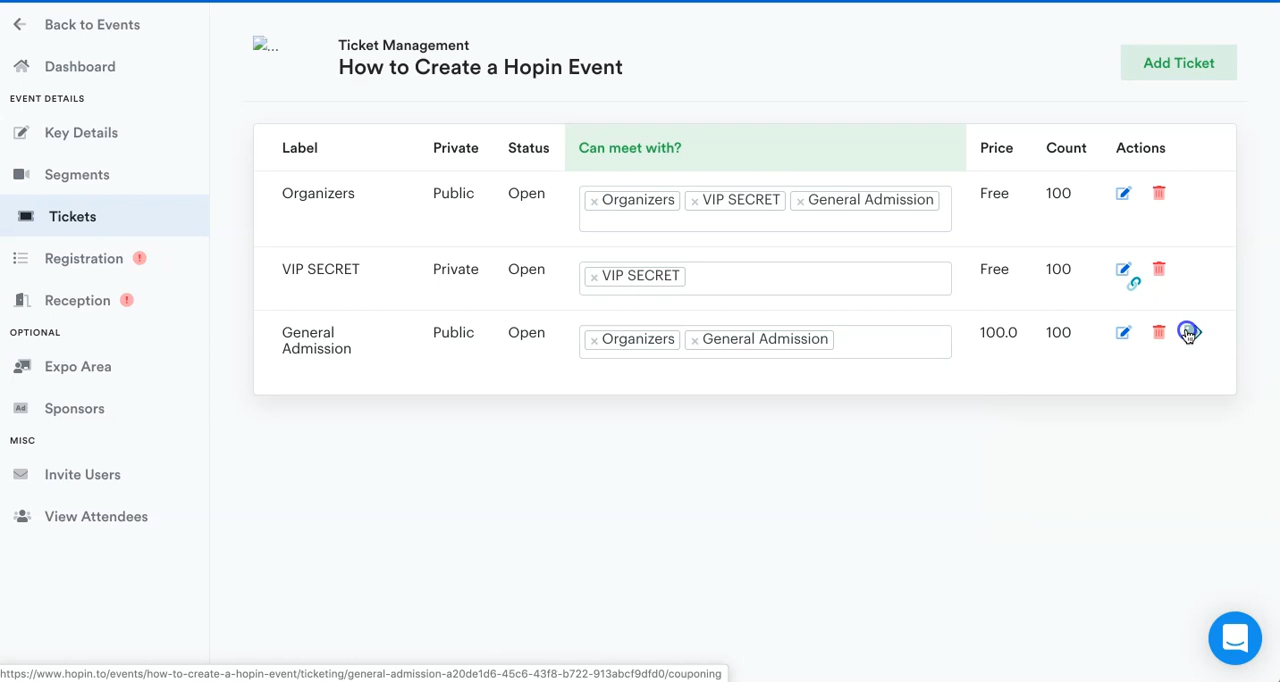 Back to Events
Dashboard
EVENT DETAILS
Key Details
Segments
Tickets
Registration !
Reception !
OPTIONAL
Expo Area
Ad Sponsors
MISC
Invite Users
View Attendees
...
Ticket Management
How to Create a Hopin Event
Add Ticket
Label Private Status Can meet with? Price Count Actions
Organizers Public Open × Organizers × VIP SECRET × General Admission Free 100
VIP SECRET Private Open × VIP SECRET Free 100
General Admission Public Open × Organizers × General Admission 100.0 100
https://www.hopin.to/events/how-to-create-a-hopin-event/ticketing/general-admission-a20de1d6-45c6-43f8-b722-913abcf9dfd0/couponing